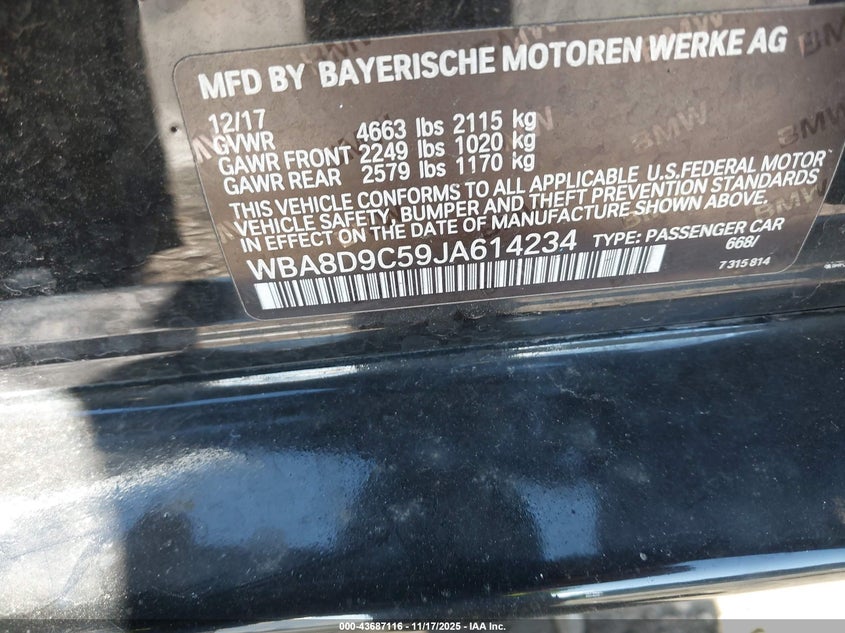 MFD BY BAYERISCHE MOTOREN WERKE AG
12/17
GVWR 4663 lbs 2115 kg
GAWR FRONT 2249 lbs 1020 kg
GAWR REAR 2579 lbs 1170 kg
THIS VEHICLE CONFORMS TO ALL APPLICABLE U.S.FEDERAL MOTOR
VEHICLE SAFETY, BUMPER AND THEFT PREVENTION STANDARDS
IN EFFECT ON THE DATE OF MANUFACTURE SHOWN ABOVE.
WBA8D9C59JA614234 TYPE: PASSENGER CAR
668/
7 315 814
BMW
BMW
000-43687116 - 11/17/2025 - IAA Inc.